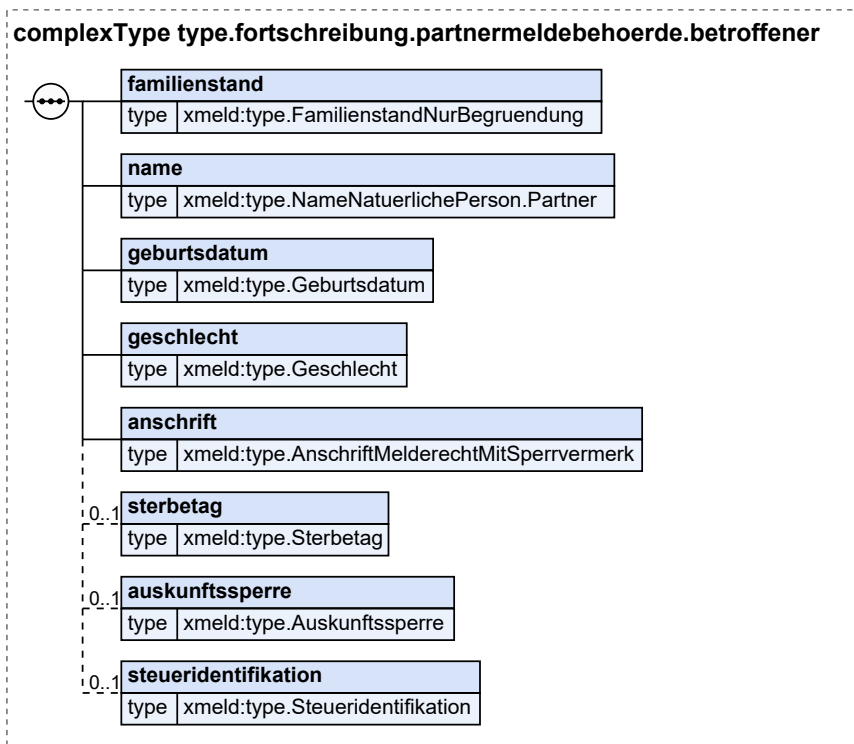 complexType type.fortschreibung.partnermeldebehoerde.betroffener
familienstand
type xmeld:type.FamilienstandNurBegruendung
name
type xmeld:type.NameNatuerlichePerson.Partner
geburtsdatum
type xmeld:type.Geburtsdatum
geschlecht
type xmeld:type.Geschlecht
anschrift
type xmeld:type.AnschriftMelderechtMitSperrvermerk
0..1 sterbetag
type xmeld:type.Sterbetag
0..1 auskunftssperre
type xmeld:type.Auskunftssperre
0..1 steueridentifikation
type xmeld:type.Steueridentifikation